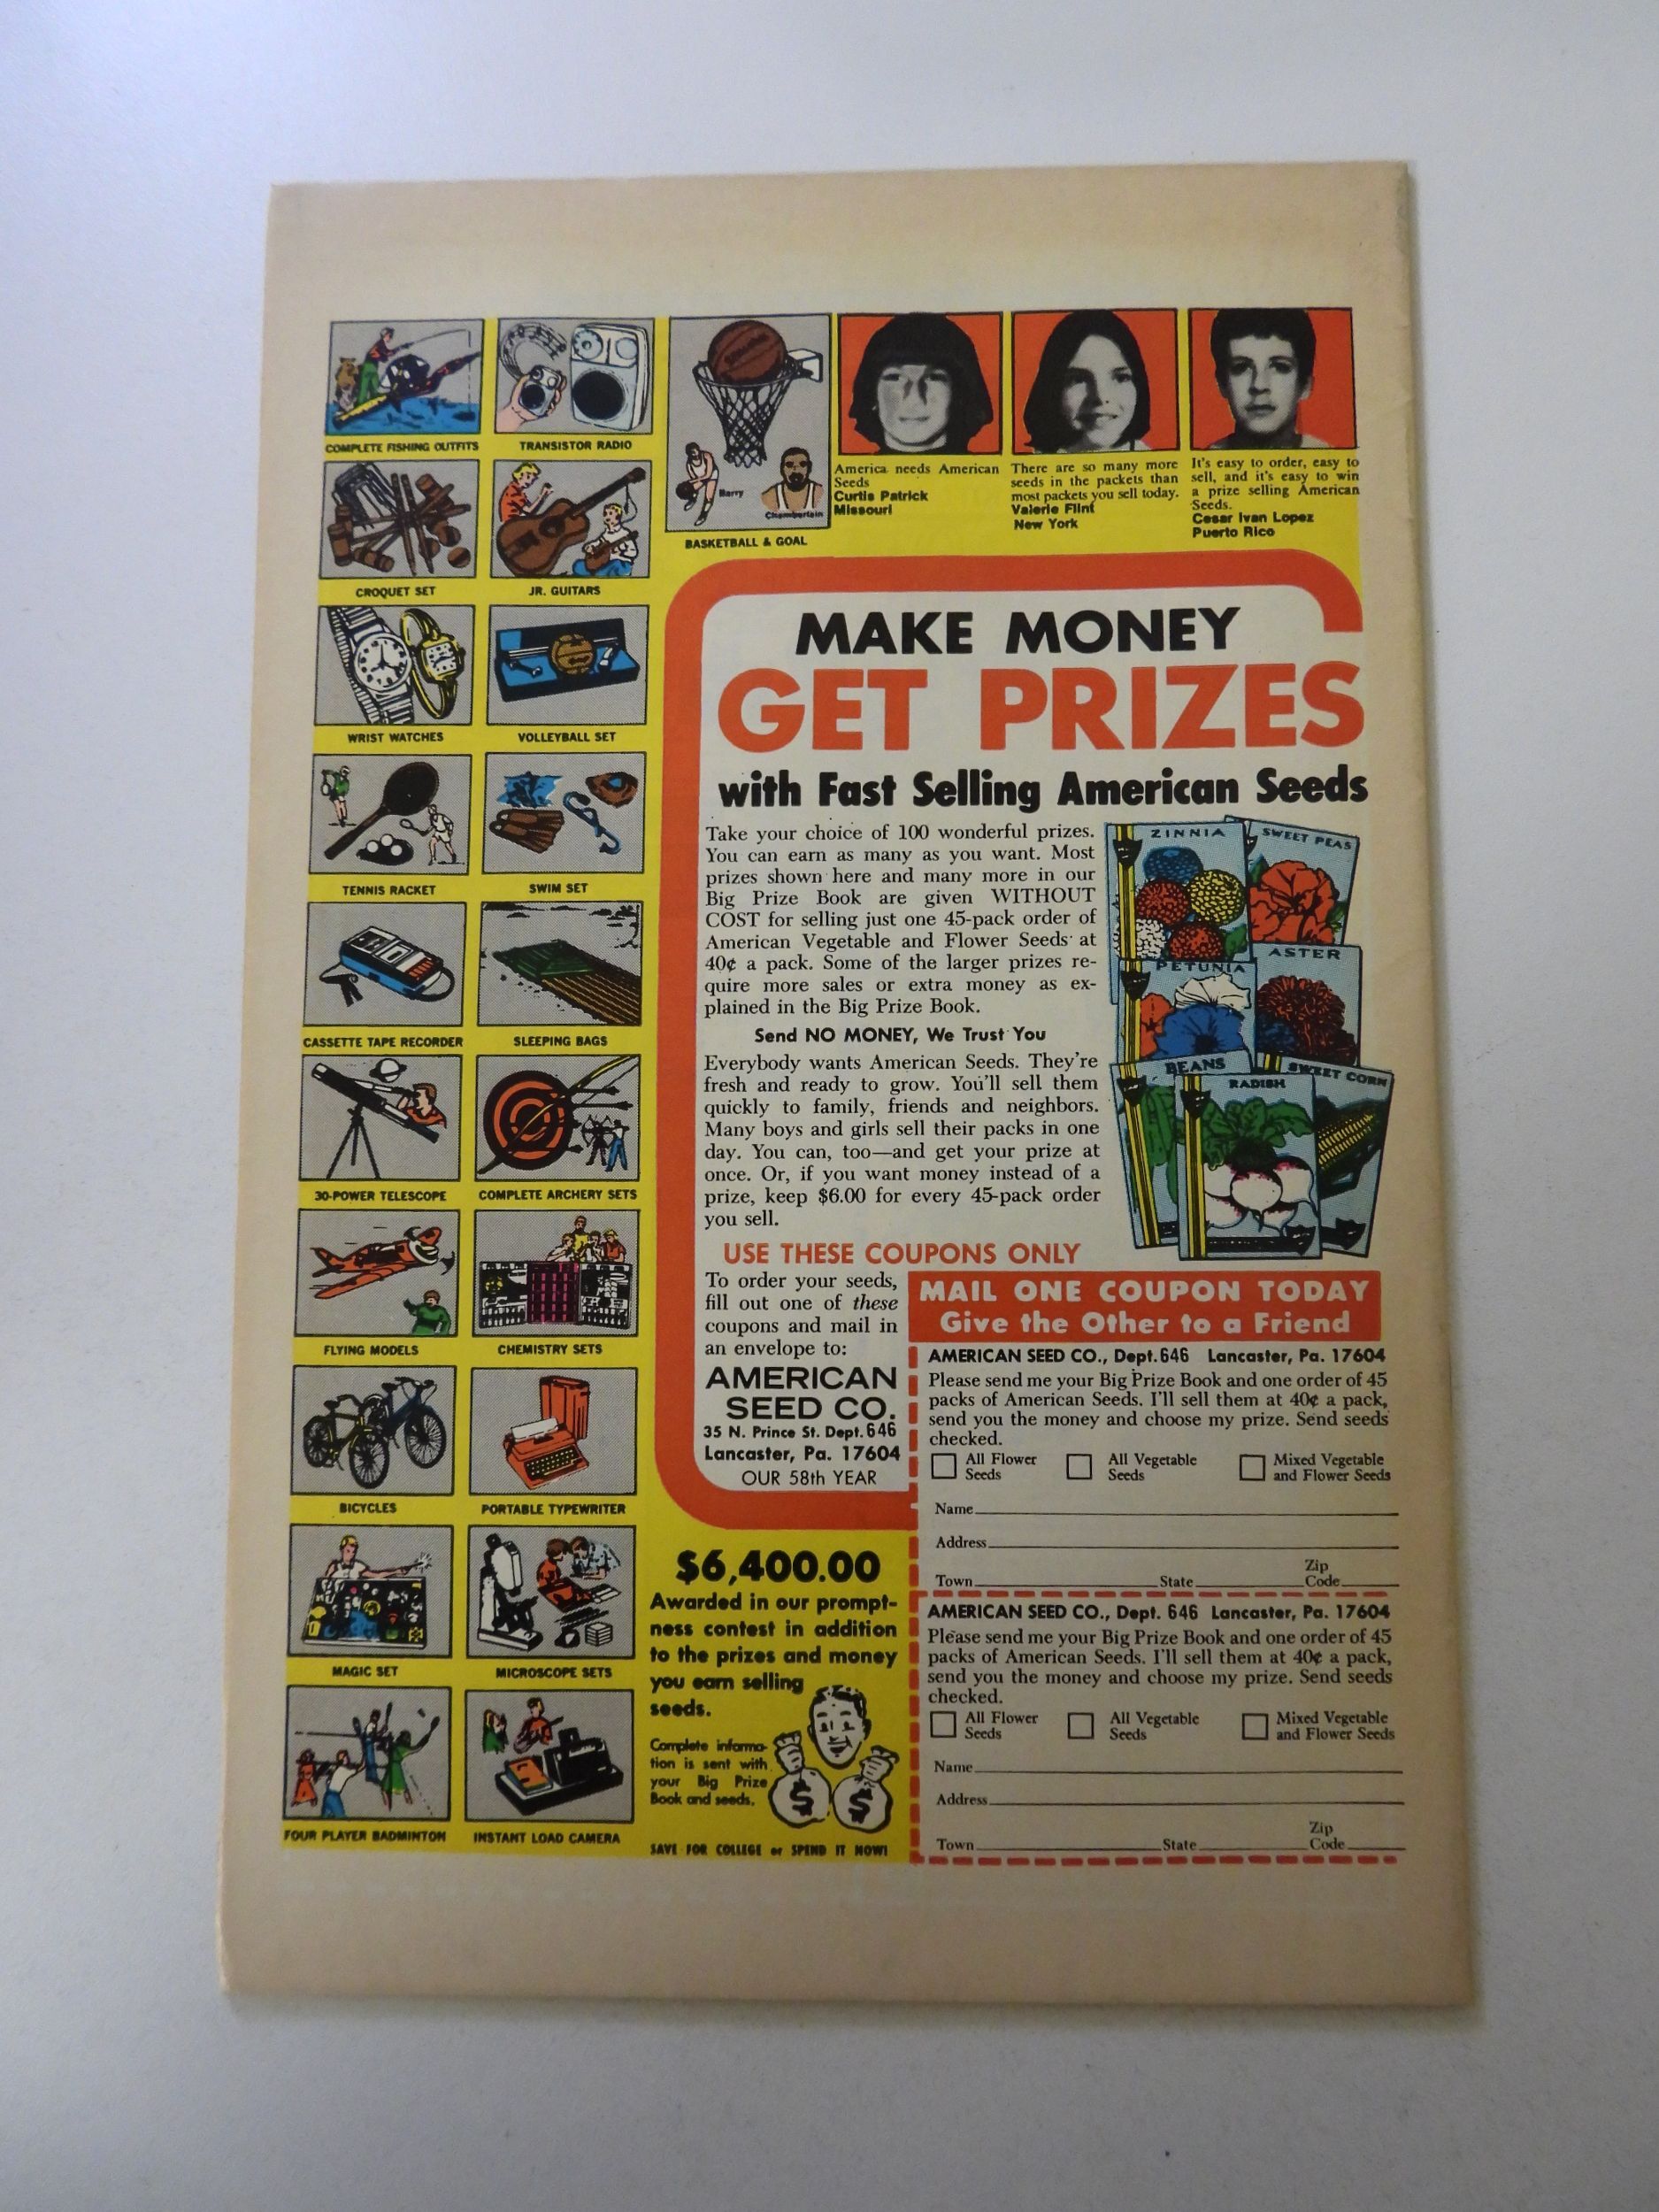 COMPLETE FISHING OUTFITS
TRANSISTOR RADIO
CROQUET SET
JR. GUITARS
WRIST WATCHES
VOLLEYBALL SET
TENNIS RACKET
SWIM SET
CASSETTE TAPE RECORDER
SLEEPING BAGS
30-POWER TELESCOPE
COMPLETE ARCHERY SETS
FLYING MODELS
CHEMISTRY SETS
BICYCLES
PORTABLE TYPEWRITER
MAGIC SET
MICROSCOPE SETS
FOUR PLAYER BADMINTON
INSTANT LOAD CAMERA
Barry
Chamberlain
BASKETBALL & GOAL
America needs American
Seeds
Curtis Patrick
Missouri
There are so many more
seeds in the packets than
most packets you sell today.
Valerie Flint
New York
It's easy to order, easy to
sell, and it's easy to win
a prize selling American
Seeds.
Cesar Ivan Lopez
Puerto Rico
MAKE MONEY
GET PRIZES
with Fast Selling American Seeds
Take your choice of 100 wonderful prizes.
You can earn as many as you want. Most
prizes shown here and many more in our
Big Prize Book are given WITHOUT
COST for selling just one 45-pack order of
American Vegetable and Flower Seeds at
40¢ a pack. Some of the larger prizes re-
quire more sales or extra money as ex-
plained in the Big Prize Book.
Send NO MONEY, We Trust You
Everybody wants American Seeds. They're
fresh and ready to grow. You'll sell them
quickly to family, friends and neighbors.
Many boys and girls sell their packs in one
day. You can, too—and get your prize at
once. Or, if you want money instead of a
prize, keep $6.00 for every 45-pack order
you sell.
ZINNIA
SWEET PEAS
PETUNIA
ASTER
BEANS
RADISH
SWEET CORN
USE THESE COUPONS ONLY
To order your seeds,
fill out one of these
coupons and mail in
an envelope to:
AMERICAN
SEED CO.
35 N. Prince St. Dept. 646
Lancaster, Pa. 17604
OUR 58th YEAR
MAIL ONE COUPON TODAY
Give the Other to a Friend
AMERICAN SEED CO., Dept. 646 Lancaster, Pa. 17604
Please send me your Big Prize Book and one order of 45
packs of American Seeds. I'll sell them at 40¢ a pack,
send you the money and choose my prize. Send seeds
checked.
All Flower
Seeds
All Vegetable
Seeds
Mixed Vegetable
and Flower Seeds
Name
Address
Town State Zip
Code
AMERICAN SEED CO., Dept. 646 Lancaster, Pa. 17604
Please send me your Big Prize Book and one order of 45
packs of American Seeds. I'll sell them at 40¢ a pack,
send you the money and choose my prize. Send seeds
checked.
All Flower
Seeds
All Vegetable
Seeds
Mixed Vegetable
and Flower Seeds
Name
Address
Town State Zip
Code
$6,400.00
Awarded in our prompt-
ness contest in addition
to the prizes and money
you earn selling
seeds.
Complete informa-
tion is sent with
your Big Prize
Book and seeds.
$ $
SAVE FOR COLLEGE or SPEND IT NOW!